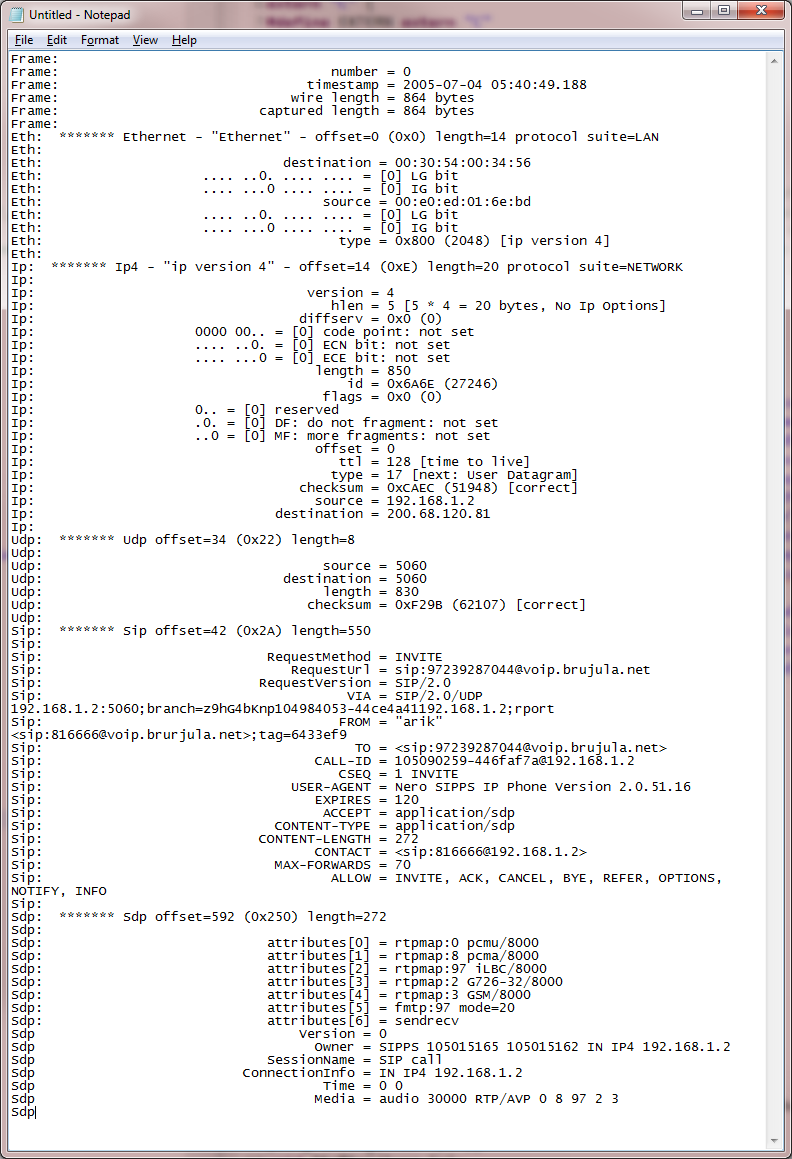 extern "C" {
#define EXTERN extern "C"
Untitled - Notepad
File Edit Format View Help
Frame:
Frame: number = 0
Frame: timestamp = 2005-07-04 05:40:49.188
Frame: wire length = 864 bytes
Frame: captured length = 864 bytes
Frame:
Eth: ******* Ethernet - "Ethernet" - offset=0 (0x0) length=14 protocol suite=LAN
Eth:
Eth: destination = 00:30:54:00:34:56
Eth: .... ..0. .... .... = [0] LG bit
Eth: .... ...0 .... .... = [0] IG bit
Eth: source = 00:e0:ed:01:6e:bd
Eth: .... ..0. .... .... = [0] LG bit
Eth: .... ...0 .... .... = [0] IG bit
Eth: type = 0x800 (2048) [ip version 4]
Eth:
Ip: ******* Ip4 - "ip version 4" - offset=14 (0xE) length=20 protocol suite=NETWORK
Ip:
Ip: version = 4
Ip: hlen = 5 [5 * 4 = 20 bytes, No Ip Options]
Ip: diffserv = 0x0 (0)
Ip: 0000 00.. = [0] code point: not set
Ip: .... ..0. = [0] ECN bit: not set
Ip: .... ...0 = [0] ECE bit: not set
Ip: length = 850
Ip: id = 0x6A6E (27246)
Ip: flags = 0x0 (0)
Ip: 0.. = [0] reserved
Ip: .0. = [0] DF: do not fragment: not set
Ip: ..0 = [0] MF: more fragments: not set
Ip: offset = 0
Ip: ttl = 128 [time to live]
Ip: type = 17 [next: User Datagram]
Ip: checksum = 0xCAEC (51948) [correct]
Ip: source = 192.168.1.2
Ip: destination = 200.68.120.81
Ip:
Udp: ******* Udp offset=34 (0x22) length=8
Udp:
Udp: source = 5060
Udp: destination = 5060
Udp: length = 830
Udp: checksum = 0xF29B (62107) [correct]
Udp:
Sip: ******* Sip offset=42 (0x2A) length=550
Sip:
Sip: RequestMethod = INVITE
Sip: RequestUrl = sip:97239287044@voip.brujula.net
Sip: RequestVersion = SIP/2.0
Sip: VIA = SIP/2.0/UDP
192.168.1.2:5060;branch=z9hG4bKnp104984053-44ce4a41192.168.1.2;rport
Sip: FROM = "arik"
<sip:816666@voip.brurjula.net>;tag=6433ef9
Sip: TO = <sip:97239287044@voip.brujula.net>
Sip: CALL-ID = 105090259-446faf7a@192.168.1.2
Sip: CSEQ = 1 INVITE
Sip: USER-AGENT = Nero SIPPS IP Phone Version 2.0.51.16
Sip: EXPIRES = 120
Sip: ACCEPT = application/sdp
Sip: CONTENT-TYPE = application/sdp
Sip: CONTENT-LENGTH = 272
Sip: CONTACT = <sip:816666@192.168.1.2>
Sip: MAX-FORWARDS = 70
Sip: ALLOW = INVITE, ACK, CANCEL, BYE, REFER, OPTIONS,
NOTIFY, INFO
Sip:
Sdp: ******* Sdp offset=592 (0x250) length=272
Sdp:
Sdp: attributes[0] = rtpmap:0 pcmu/8000
Sdp: attributes[1] = rtpmap:8 pcma/8000
Sdp: attributes[2] = rtpmap:97 iLBC/8000
Sdp: attributes[3] = rtpmap:2 G726-32/8000
Sdp: attributes[4] = rtpmap:3 GSM/8000
Sdp: attributes[5] = fmtp:97 mode=20
Sdp: attributes[6] = sendrecv
Sdp Version = 0
Sdp Owner = SIPPS 105015165 105015162 IN IP4 192.168.1.2
Sdp SessionName = SIP call
Sdp ConnectionInfo = IN IP4 192.168.1.2
Sdp Time = 0 0
Sdp Media = audio 30000 RTP/AVP 0 8 97 2 3
Sdp